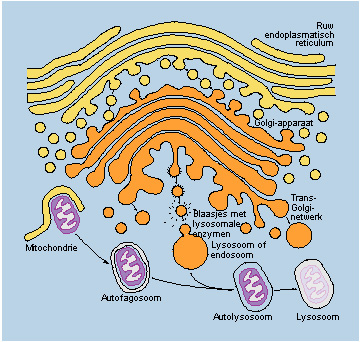 Ruw
endoplasmatisch
reticulum
Golgi-apparaat
Trans-
Golgi-
netwerk
Blaasjes met
lysosomale
enzymen
Lysosoom of
endosoom
Mitochondrie
Autofagosoom
Autolysosoom
Lysosoom